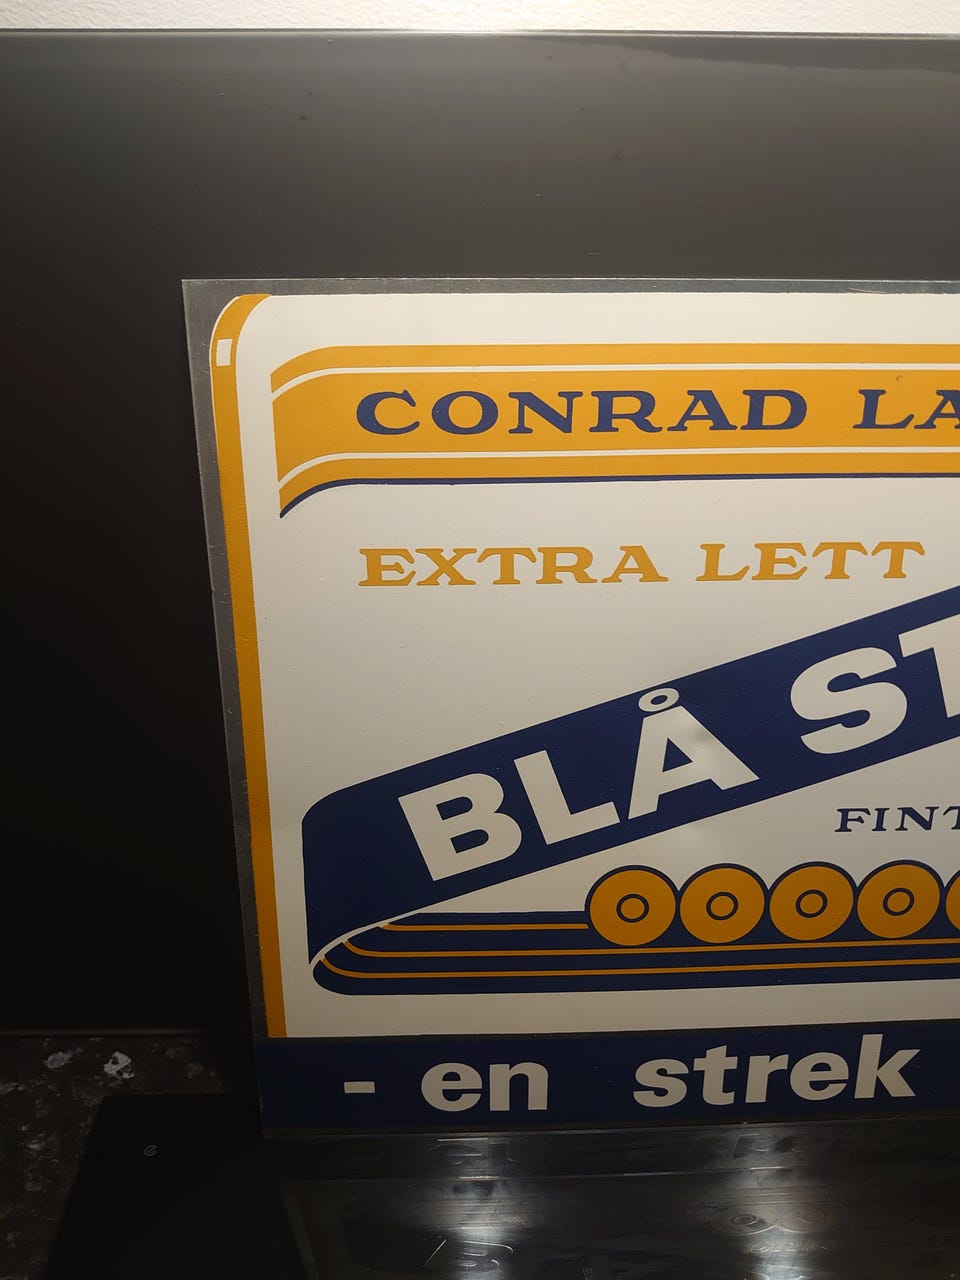 CONRAD LA
EXTRA LETT
BLÅ ST
FINT
- en strek